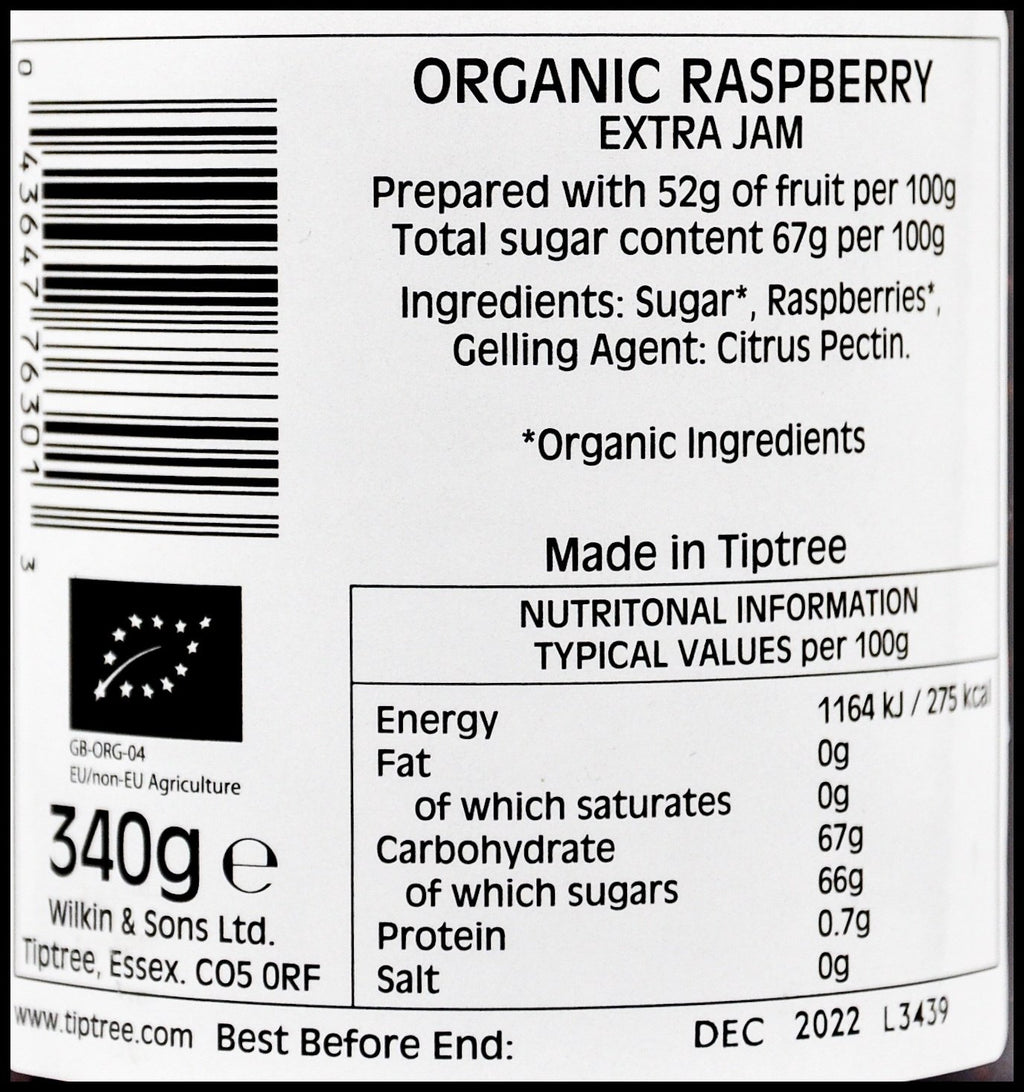 ORGANIC RASPBERRY
EXTRA JAM
Prepared with 52g of fruit per 100g
Total sugar content 67g per 100g
Ingredients: Sugar*, Raspberries*,
Gelling Agent: Citrus Pectin.
*Organic Ingredients
Made in Tiptree
NUTRITONAL INFORMATION
TYPICAL VALUES per 100g
Energy 1164 kJ / 275 kcal
Fat 0g
of which saturates 0g
Carbohydrate 67g
of which sugars 66g
Protein 0.7g
Salt 0g
0 43647 76301 3
GB-ORG-04
EU/non-EU Agriculture
340g e
Wilkin & Sons Ltd.
Tiptree, Essex. CO5 0RF
www.tiptree.com Best Before End: DEC 2022 L3439